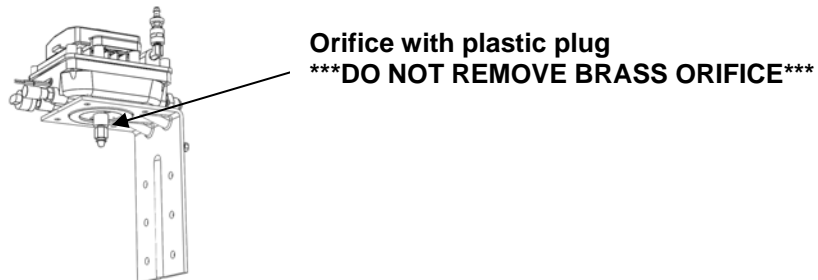 Orifice with plastic plug
***DO NOT REMOVE BRASS ORIFICE***